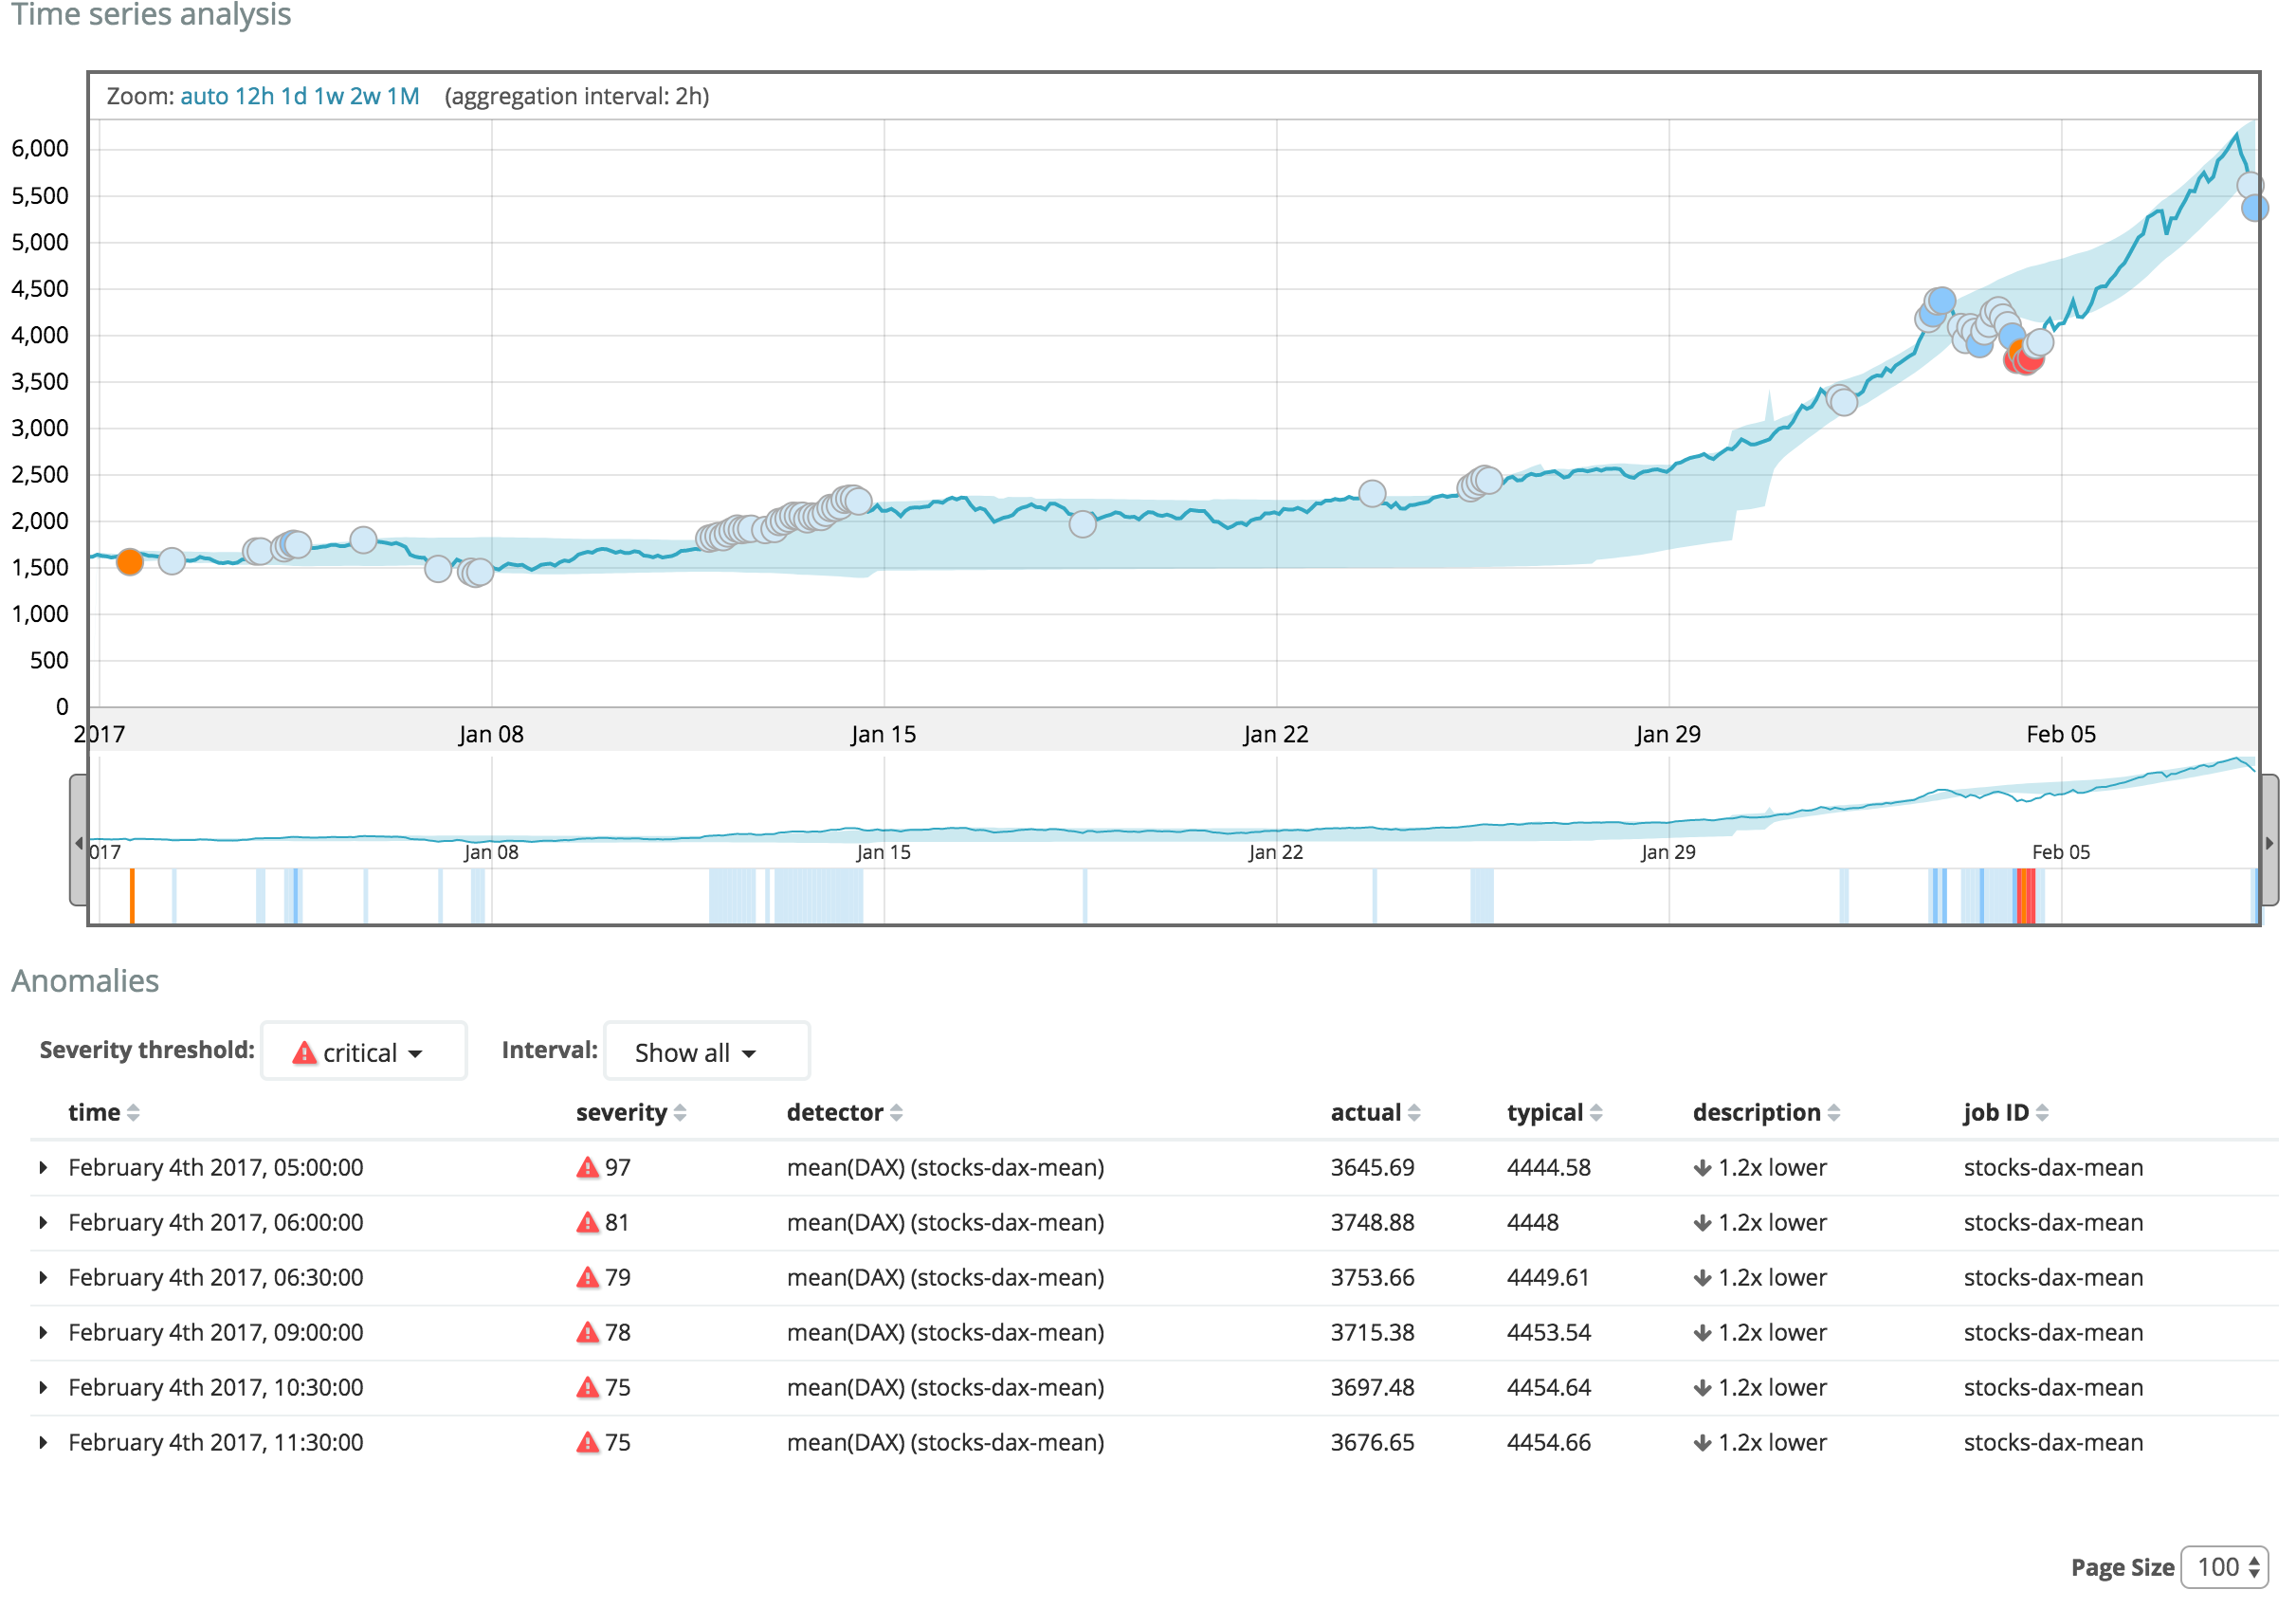 Time series analysis
Zoom: auto 12h 1d 1w 2w 1M (aggregation interval: 2h)
6,000
5,500
5,000
4,500
4,000
3,500
3,000
2,500
2,000
1,500
1,000
500
0
2017 Jan 08 Jan 15 Jan 22 Jan 29 Feb 05
017 Jan 08 Jan 15 Jan 22 Jan 29 Feb 05
Anomalies
Severity threshold: critical Interval: Show all
time severity detector actual typical description job ID
February 4th 2017, 05:00:00 97 mean(DAX) (stocks-dax-mean) 3645.69 4444.58 1.2x lower stocks-dax-mean
February 4th 2017, 06:00:00 81 mean(DAX) (stocks-dax-mean) 3748.88 4448 1.2x lower stocks-dax-mean
February 4th 2017, 06:30:00 79 mean(DAX) (stocks-dax-mean) 3753.66 4449.61 1.2x lower stocks-dax-mean
February 4th 2017, 09:00:00 78 mean(DAX) (stocks-dax-mean) 3715.38 4453.54 1.2x lower stocks-dax-mean
February 4th 2017, 10:30:00 75 mean(DAX) (stocks-dax-mean) 3697.48 4454.64 1.2x lower stocks-dax-mean
February 4th 2017, 11:30:00 75 mean(DAX) (stocks-dax-mean) 3676.65 4454.66 1.2x lower stocks-dax-mean
Page Size 100